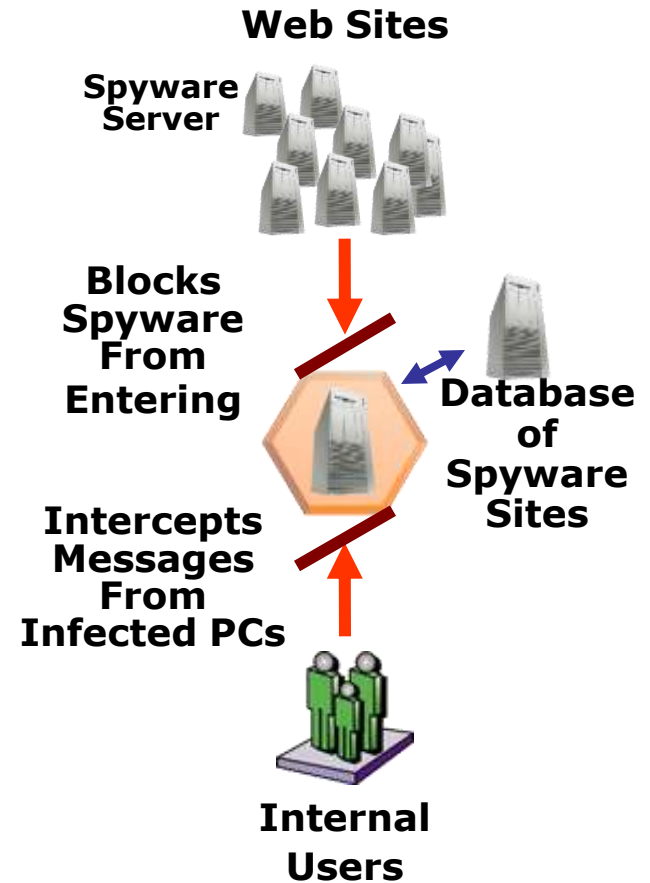 Web Sites
Spyware
Server
Blocks
Spyware
From
Entering
Database
of
Spyware
Sites
Intercepts
Messages
From
Infected PCs
Internal
Users